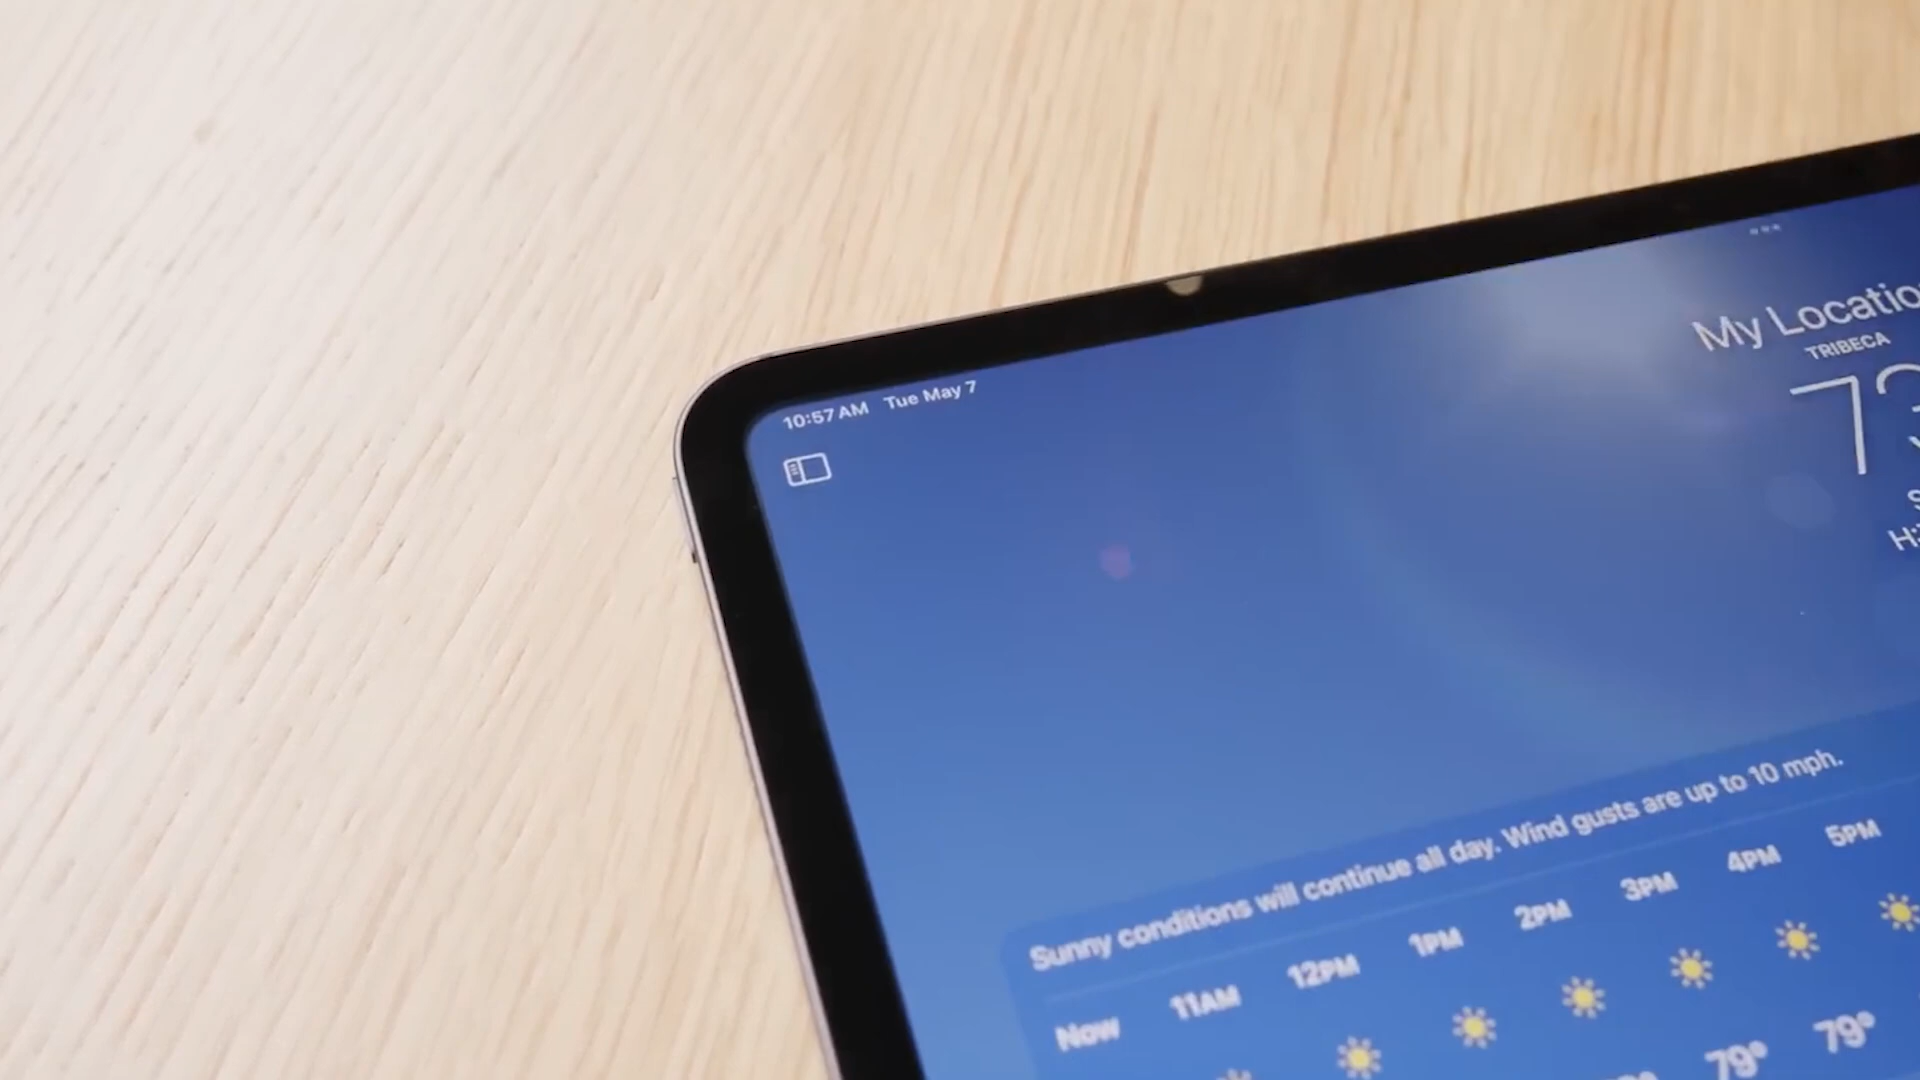 10:57 AM Tue May 7
My Locatio
TRIBECA
73
H:
Sunny conditions will continue all day. Wind gusts are up to 10 mph.
Now 11AM 12PM 1PM 2PM 3PM 4PM 5PM
79° 79°